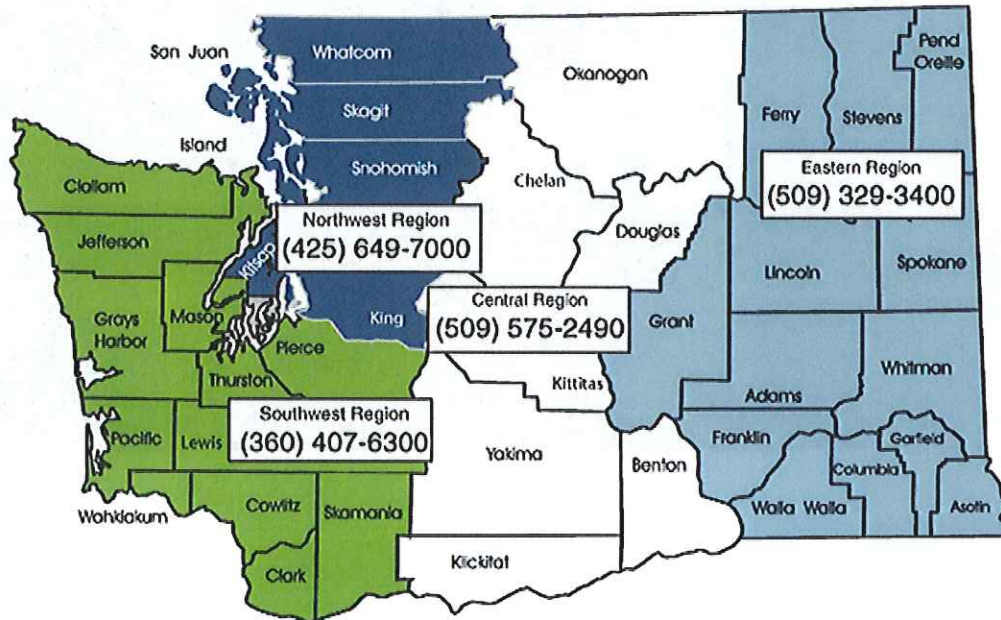 San Juan
Whatcom
Skagit
Island
Snohomish
Clallam
Jefferson
Kitsap
Northwest Region
(425) 649-7000
King
Grays
Harbor
Mason
Pierce
Thurston
Southwest Region
(360) 407-6300
Pacific
Lewis
Wahkiakum
Cowlitz
Skamania
Clark
Okanogan
Chelan
Douglas
Central Region
(509) 575-2490
Kittitas
Yakima
Benton
Klickitat
Ferry
Stevens
Pend
Oreille
Eastern Region
(509) 329-3400
Lincoln
Spokane
Grant
Adams
Whitman
Franklin
Garfield
Columbia
Walla Walla
Asotin